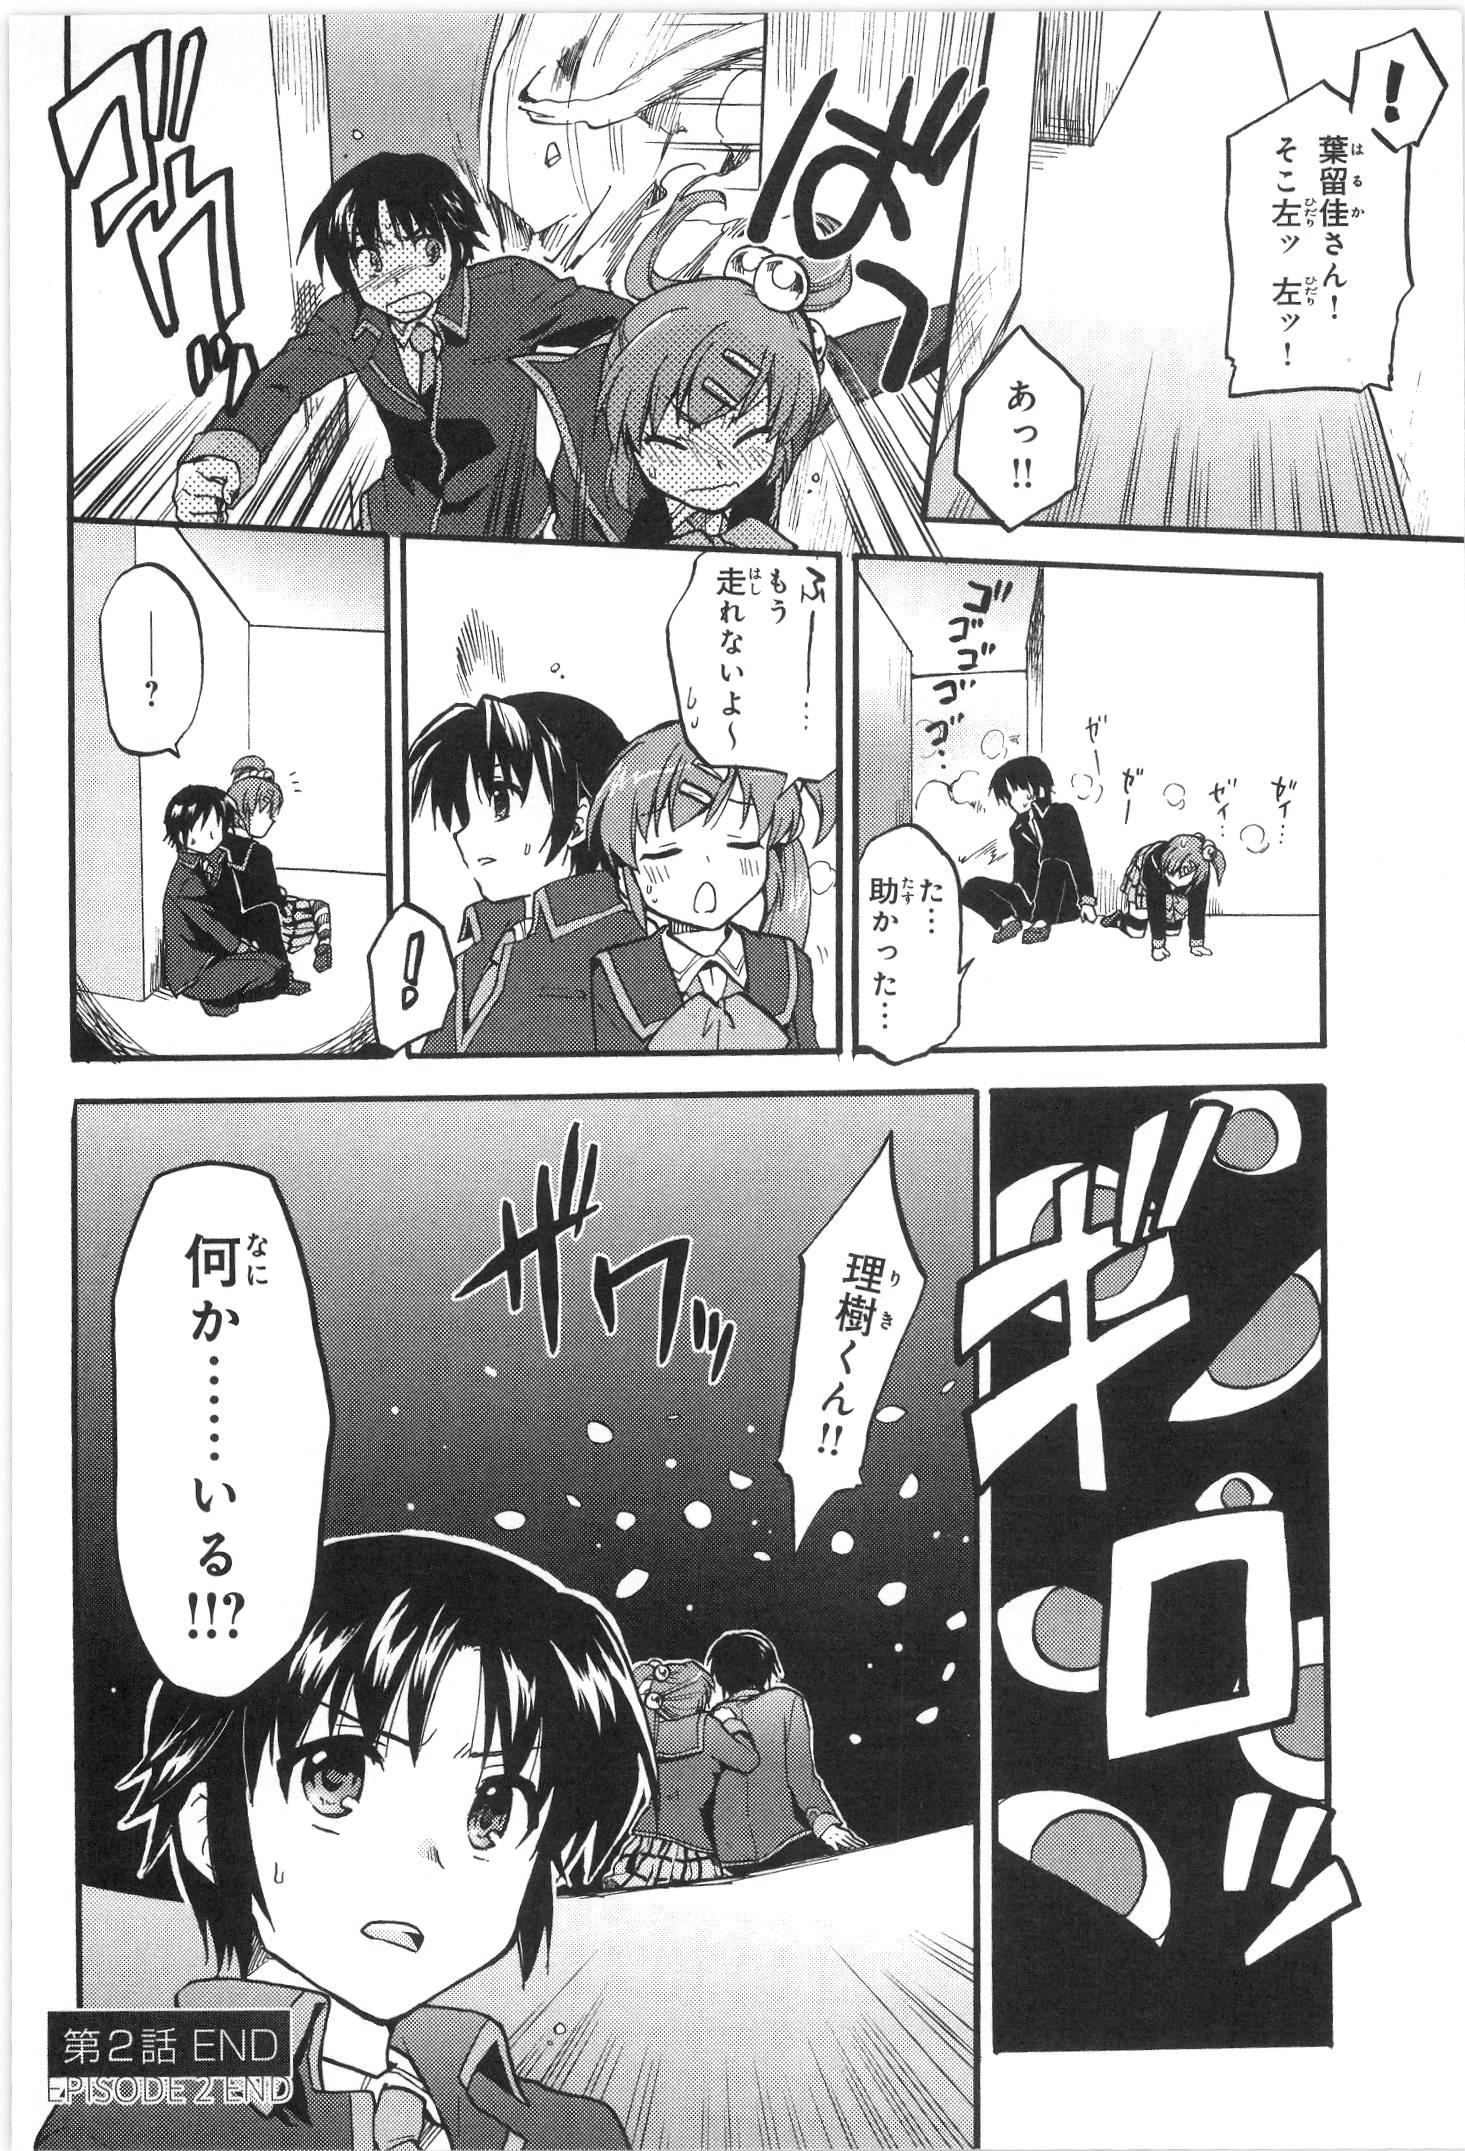 ！
葉留佳さん！
そこ左ッ 左ッ！
あっ!!
ばっ
ゴゴゴゴゴ･
ゼー
ゼー
ゼイ…
ゼイ…
た…
助かった…
ふーー…
もう
走れないよ～
！
――？
ギロッ
理樹くん!!
ザワッ
何か………いる!!?
第2話 END
EPISODE 2 END